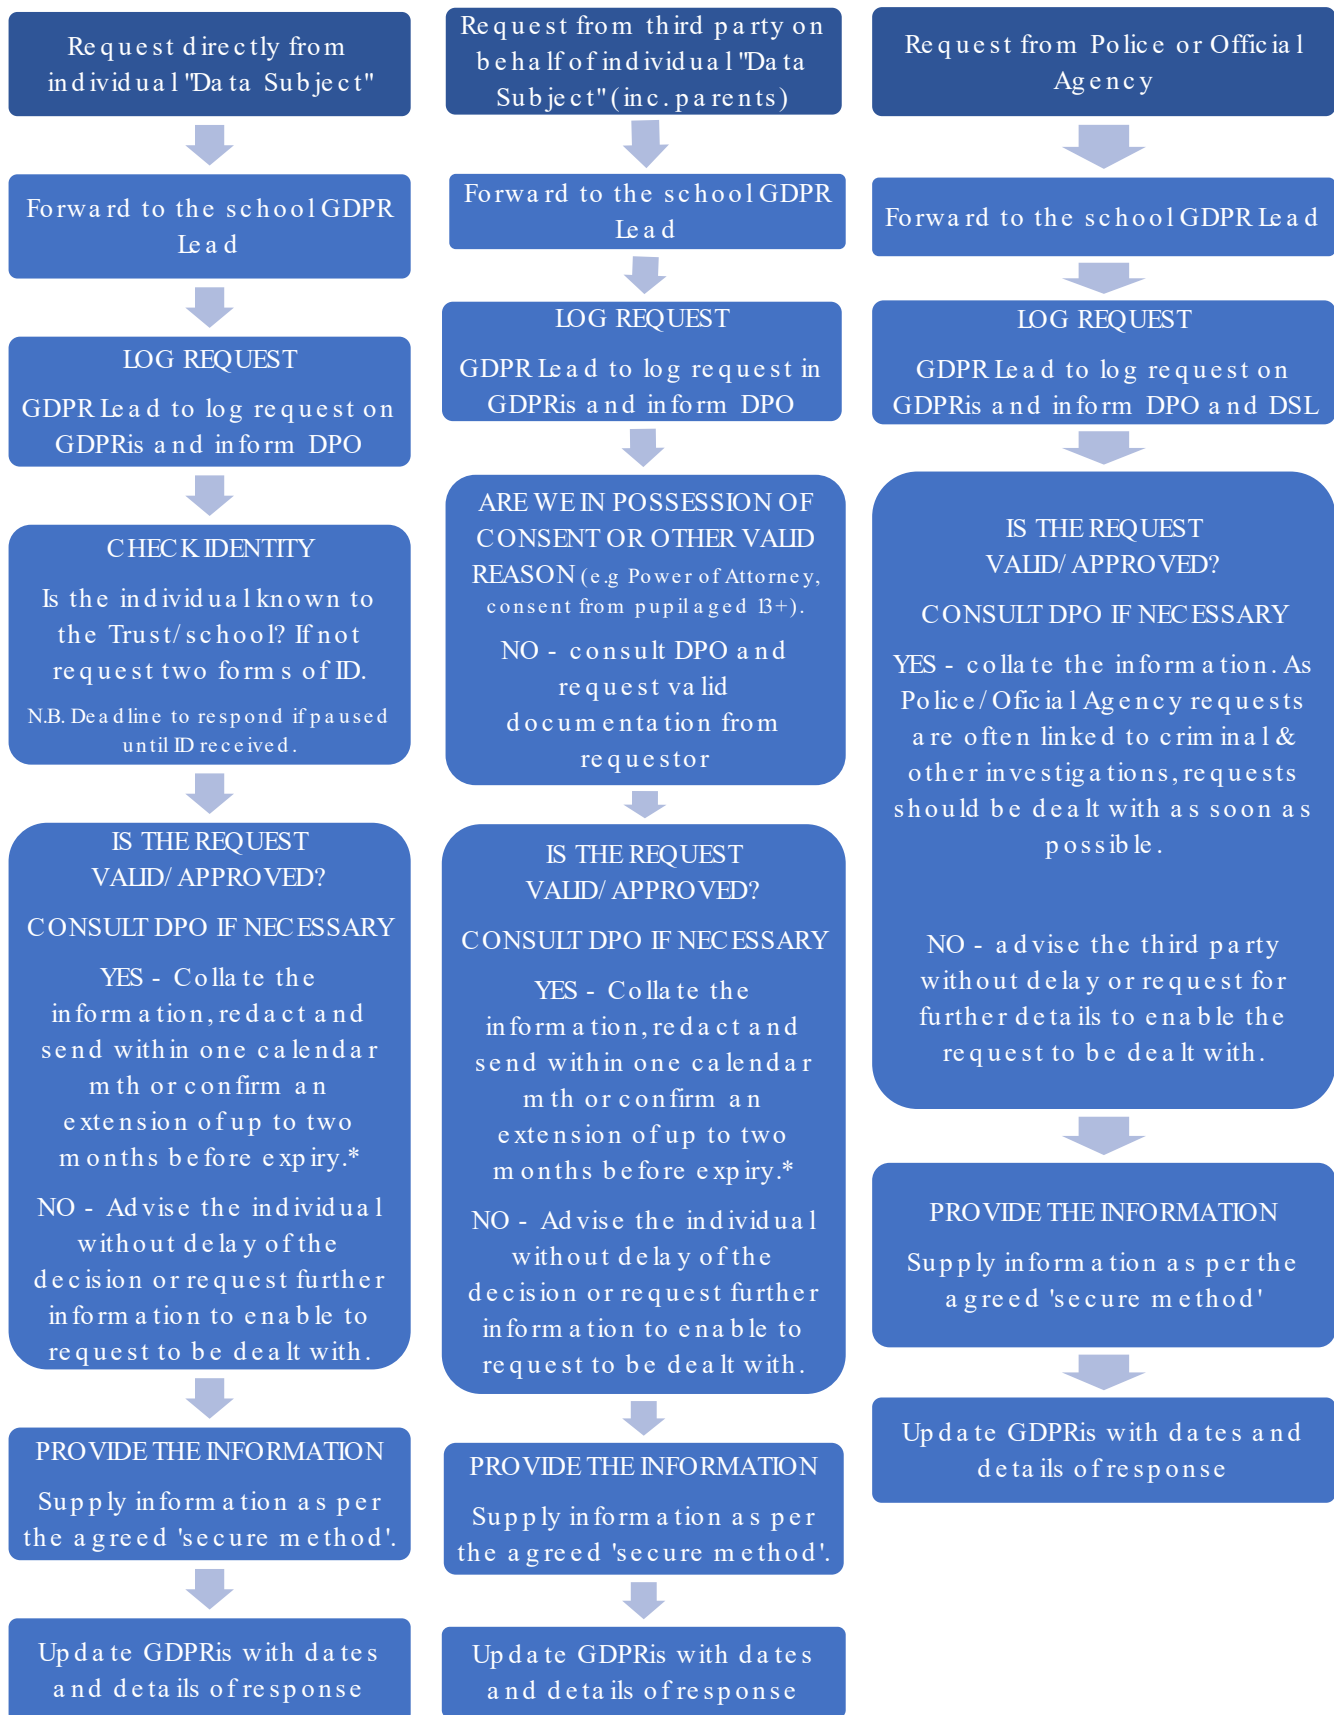 Request directly from
individual "Data Subject"
Forward to the school GDPR
Lead
LOG REQUEST
GDPR Lead to log request on
GDPRis and inform DPO
CHECK IDENTITY
Is the individual known to
the Trust/school? If not
request two forms of ID.
N.B. Deadline to respond if paused
until ID received.
IS THE REQUEST
VALID/APPROVED?
CONSULT DPO IF NECESSARY
YES - Collate the
information, redact and
send within one calendar
mth or confirm an
extension of up to two
months before expiry.*
NO - Advise the individual
without delay of the
decision or request further
information to enable to
request to be dealt with.
PROVIDE THE INFORMATION
Supply information as per
the agreed 'secure method'.
Update GDPRis with dates
and details of response
Request from third party on
behalf of individual "Data
Subject" (inc. parents)
Forward to the school GDPR
Lead
LOG REQUEST
GDPR Lead to log request in
GDPRis and inform DPO
ARE WE IN POSSESSION OF
CONSENT OR OTHER VALID
REASON (e.g Power of Attorney,
consent from pupil aged 13+).
NO - consult DPO and
request valid
documentation from
requestor
IS THE REQUEST
VALID/APPROVED?
CONSULT DPO IF NECESSARY
YES - Collate the
information, redact and
send within one calendar
mth or confirm an
extension of up to two
months before expiry.*
NO - Advise the individual
without delay of the
decision or request further
information to enable to
request to be dealt with.
PROVIDE THE INFORMATION
Supply information as per
the agreed 'secure method'.
Update GDPRis with dates
and details of response
Request from Police or Official
Agency
Forward to the school GDPR Lead
LOG REQUEST
GDPR Lead to log request on
GDPRis and inform DPO and DSL
IS THE REQUEST
VALID/APPROVED?
CONSULT DPO IF NECESSARY
YES - collate the information. As
Police/Oficial Agency requests
are often linked to criminal &
other investigations, requests
should be dealt with as soon as
possible.
NO - advise the third party
without delay or request for
further details to enable the
request to be dealt with.
PROVIDE THE INFORMATION
Supply information as per the
agreed 'secure method'
Update GDPRis with dates and
details of response